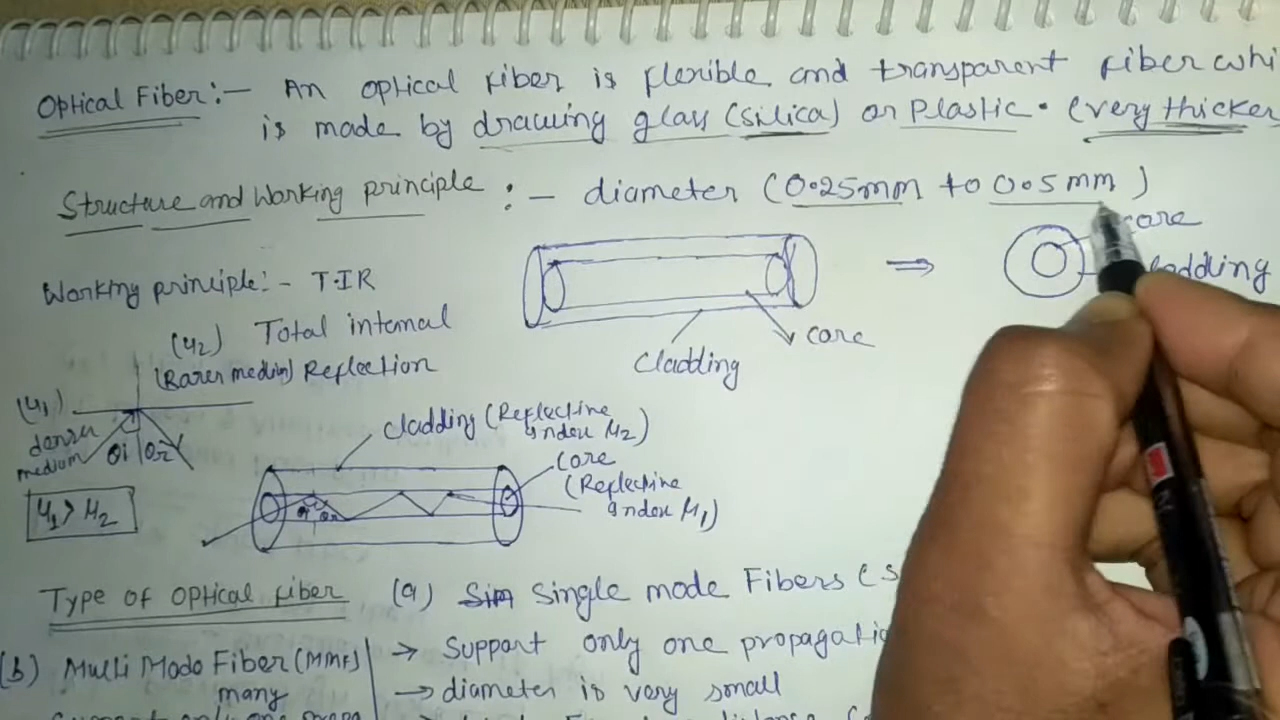 Optical Fiber:- An optical fiber is flexible and transparent fiber whi
is made by drawing glass (silica) or Plastic. (very thicker
Structure and Working principle :- diameter (0.25mm to 0.5mm)
core
cladding
Working principle:- T.I.R
(μ2) Total internal
(Rarer medium) Reflection
core
Cladding
(μ1)
denser
medium
θi θr
μ1 > μ2
cladding (Reflective
index μ2)
core
(Reflective
index μ1)
θi θr
Type of Optical fiber (a) Single mode Fibers (S
(b) Multi Mode Fiber (MMF) → Support only one propagatio
many → diameter is very small